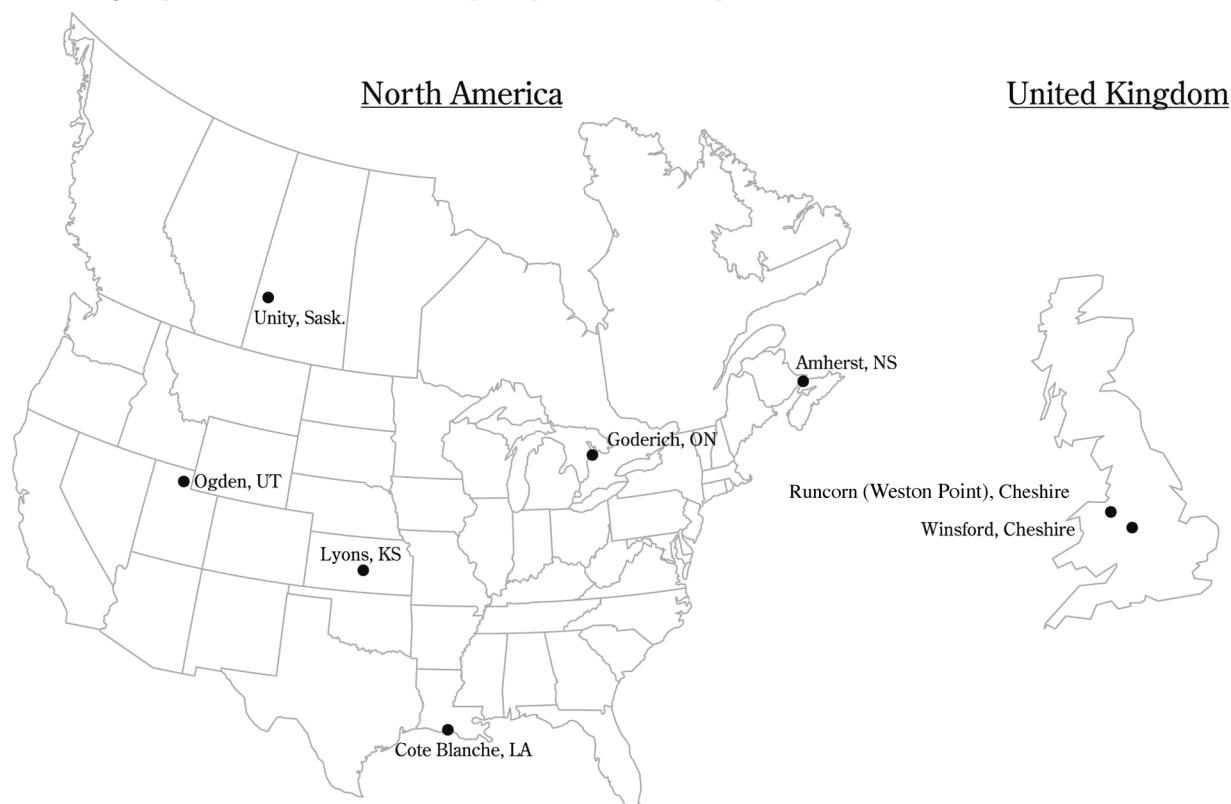 North America
United Kingdom
Unity, Sask.
Amherst, NS
Goderich, ON
Ogden, UT
Runcorn (Weston Point), Cheshire
Winsford, Cheshire
Lyons, KS
Cote Blanche, LA